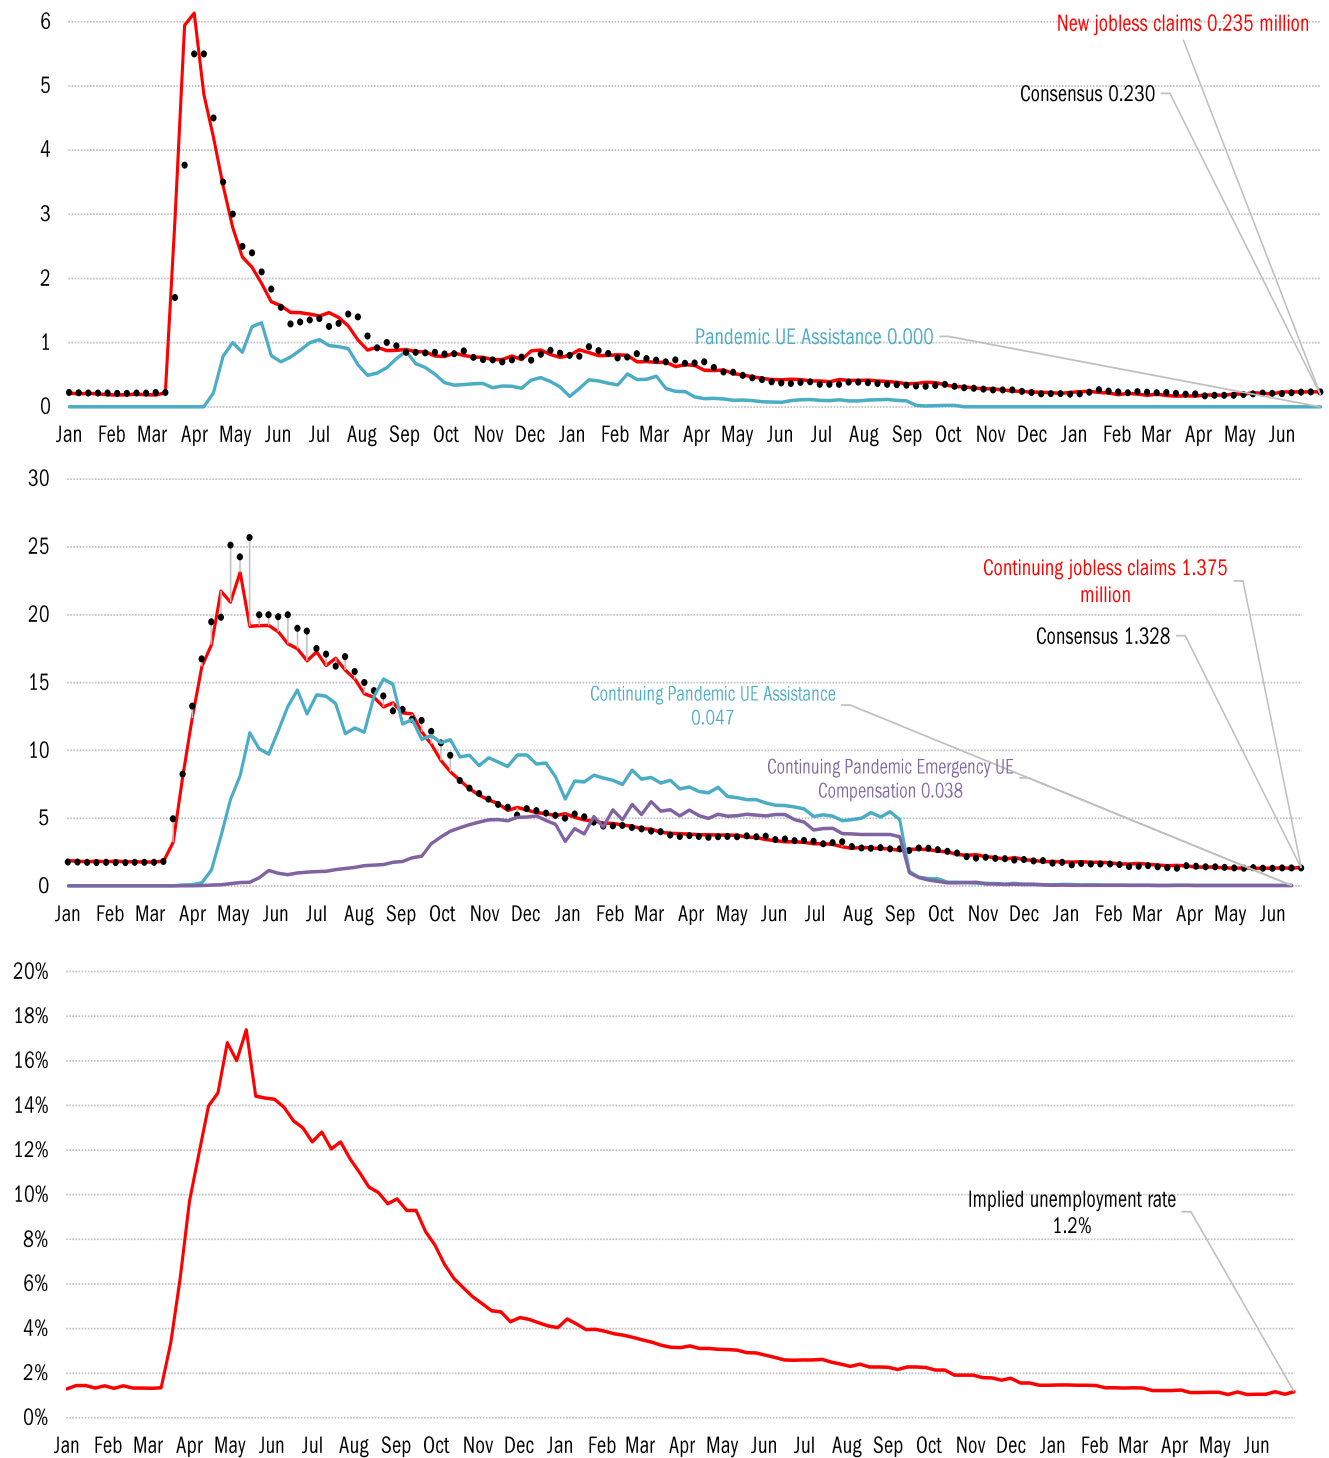 6
New jobless claims 0.235 million
5
Consensus 0.230
4
3
2
1
Pandemic UE Assistance 0.000
0
Jan Feb Mar Apr May Jun Jul Aug Sep Oct Nov Dec Jan Feb Mar Apr May Jun Jul Aug Sep Oct Nov Dec Jan Feb Mar Apr May Jun
30
25
Continuing jobless claims 1.375
million
20
Consensus 1.328
15
Continuing Pandemic UE Assistance
0.047
10
Continuing Pandemic Emergency UE
Compensation 0.038
5
0
Jan Feb Mar Apr May Jun Jul Aug Sep Oct Nov Dec Jan Feb Mar Apr May Jun Jul Aug Sep Oct Nov Dec Jan Feb Mar Apr May Jun
20%
18%
16%
14%
12%
10%
Implied unemployment rate
1.2%
8%
6%
4%
2%
0%
Jan Feb Mar Apr May Jun Jul Aug Sep Oct Nov Dec Jan Feb Mar Apr May Jun Jul Aug Sep Oct Nov Dec Jan Feb Mar Apr May Jun